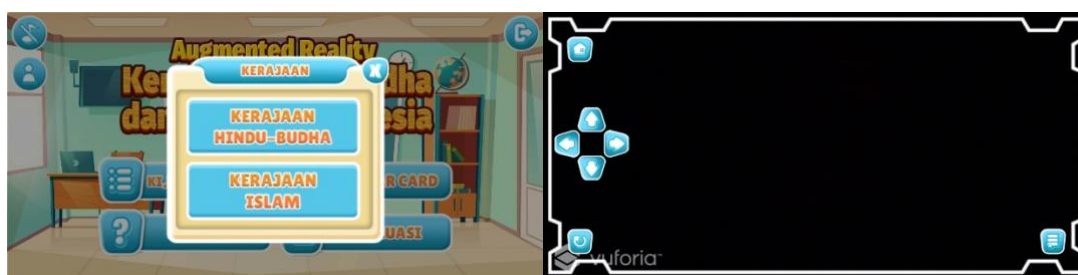 Augmented Reality
KERAJAAN
KERAJAAN
HINDU-BUDHA
KERAJAAN
ISLAM
vuforia